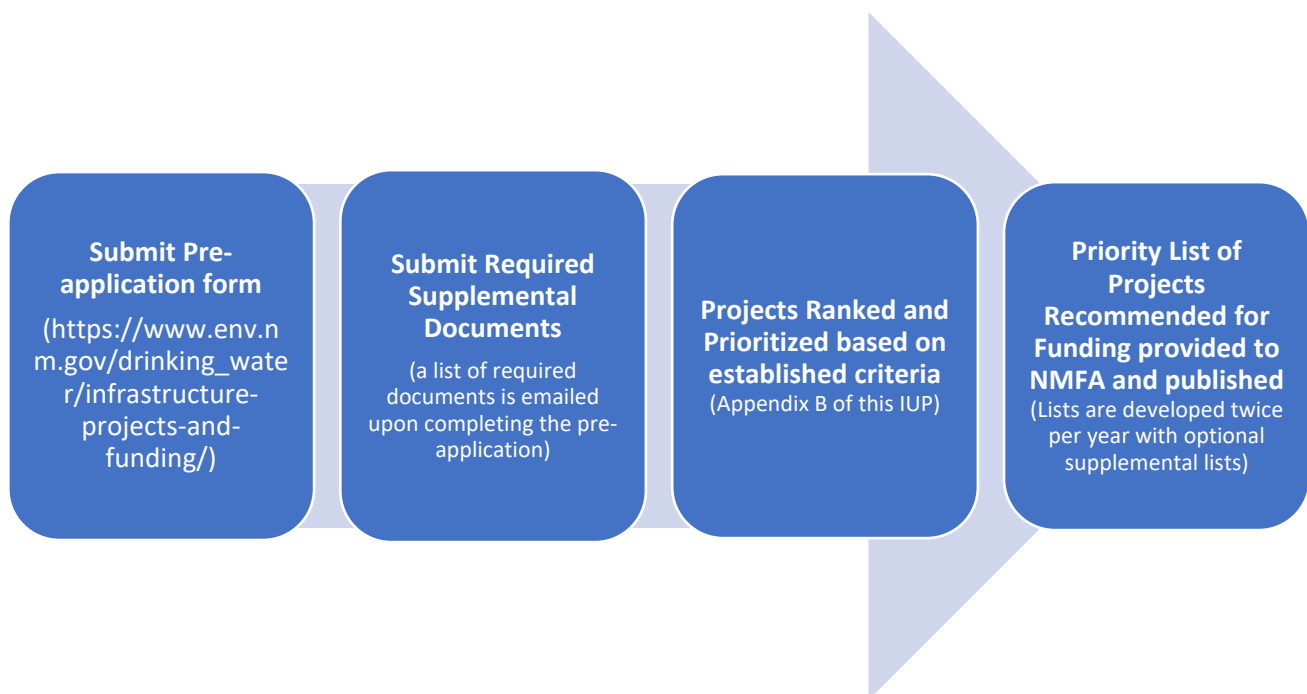 Submit Pre-
application form
(https://www.env.n
m.gov/drinking_wate
r/infrastructure-
projects-and-
funding/)
Submit Required
Supplemental
Documents
(a list of required
documents is emailed
upon completing the pre-
application)
Projects Ranked and
Prioritized based on
established criteria
(Appendix B of this IUP)
Priority List of
Projects
Recommended for
Funding provided to
NMFA and published
(Lists are developed twice
per year with optional
supplemental lists)